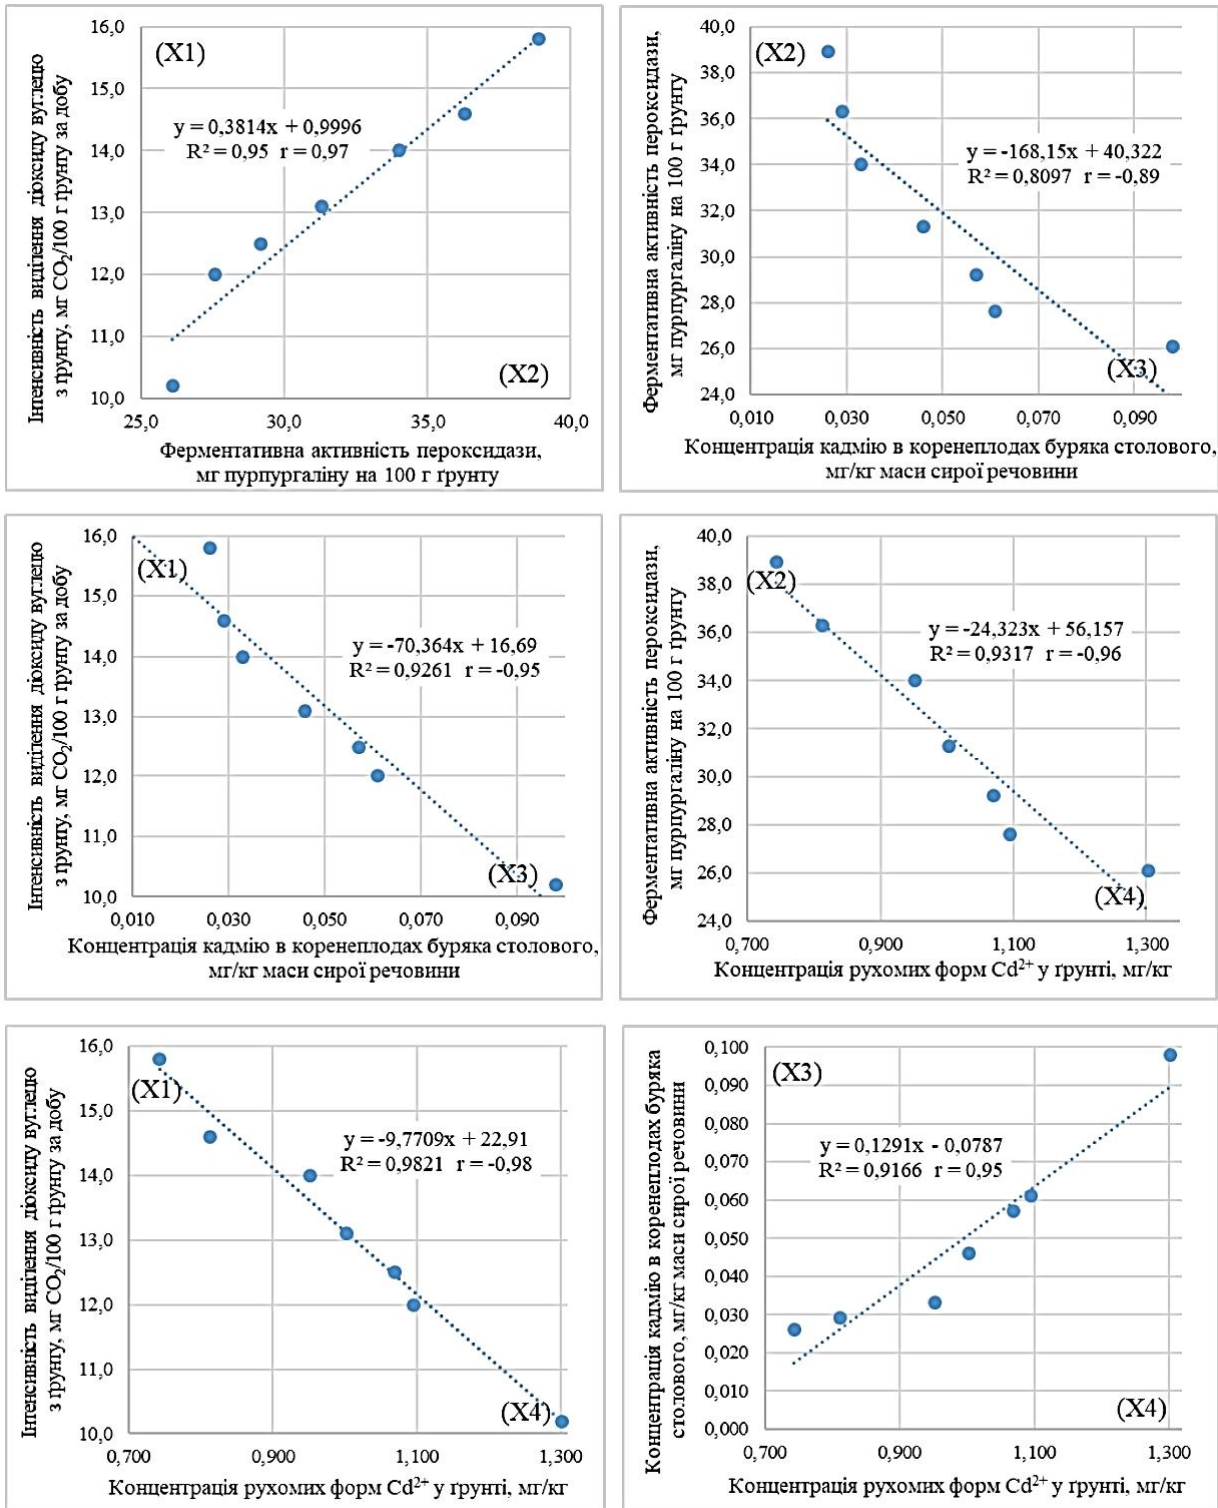 Інтенсивність виділення діоксиду вуглецю
з ґрунту, мг CO₂/100 г ґрунту за добу
16,0
15,0
14,0
13,0
12,0
11,0
10,0
(X1)
y = 0,3814x + 0,9996
R² = 0,95 r = 0,97
(X2)
25,0 30,0 35,0 40,0
Ферментативна активність пероксидази,
мг пурпургаліну на 100 г ґрунту
Ферментативна активність пероксидази,
мг пурпургаліну на 100 г ґрунту
40,0
38,0
36,0
34,0
32,0
30,0
28,0
26,0
24,0
(X2)
y = -168,15x + 40,322
R² = 0,8097 r = -0,89
(X3)
0,010 0,030 0,050 0,070 0,090
Концентрація кадмію в коренеплодах буряка столового,
мг/кг маси сирої речовини
Інтенсивність виділення діоксиду вуглецю
з ґрунту, мг CO₂/100 г ґрунту за добу
16,0
15,0
14,0
13,0
12,0
11,0
10,0
(X1)
y = -70,364x + 16,69
R² = 0,9261 r = -0,95
(X3)
0,010 0,030 0,050 0,070 0,090
Концентрація кадмію в коренеплодах буряка столового,
мг/кг маси сирої речовини
Ферментативна активність пероксидази,
мг пурпургаліну на 100 г ґрунту
40,0
38,0
36,0
34,0
32,0
30,0
28,0
26,0
24,0
(X2)
y = -24,323x + 56,157
R² = 0,9317 r = -0,96
(X4)
0,700 0,900 1,100 1,300
Концентрація рухомих форм Cd²⁺ у ґрунті, мг/кг
Інтенсивність виділення діоксиду вуглецю
з ґрунту, мг CO₂/100 г ґрунту за добу
16,0
15,0
14,0
13,0
12,0
11,0
10,0
(X1)
y = -9,7709x + 22,91
R² = 0,9821 r = -0,98
(X4)
0,700 0,900 1,100 1,300
Концентрація рухомих форм Cd²⁺ у ґрунті, мг/кг
Концентрація кадмію в коренеплодах буряка
столового, мг/кг маси сирої речовини
0,100
0,090
0,080
0,070
0,060
0,050
0,040
0,030
0,020
0,010
0,000
(X3)
y = 0,1291x - 0,0787
R² = 0,9166 r = 0,95
(X4)
0,700 0,900 1,100 1,300
Концентрація рухомих форм Cd²⁺ у ґрунті, мг/кг